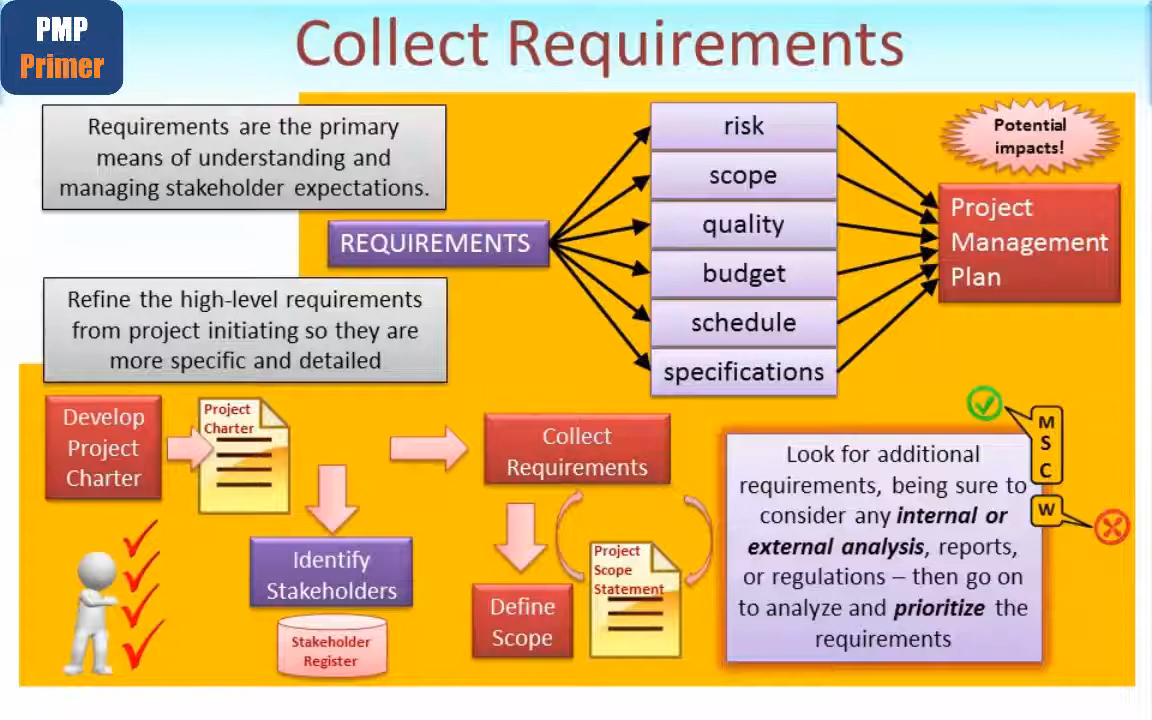 PMP
Primer
Collect Requirements
Requirements are the primary
means of understanding and
managing stakeholder expectations.
REQUIREMENTS
risk
scope
quality
budget
schedule
specifications
Potential
impacts!
Project
Management
Plan
Refine the high-level requirements
from project initiating so they are
more specific and detailed
Develop
Project
Charter
Project
Charter
Identify
Stakeholders
Stakeholder
Register
Collect
Requirements
Define
Scope
Project
Scope
Statement
Look for additional
requirements, being sure to
consider any internal or
external analysis, reports,
or regulations – then go on
to analyze and prioritize the
requirements
M
S
C
W